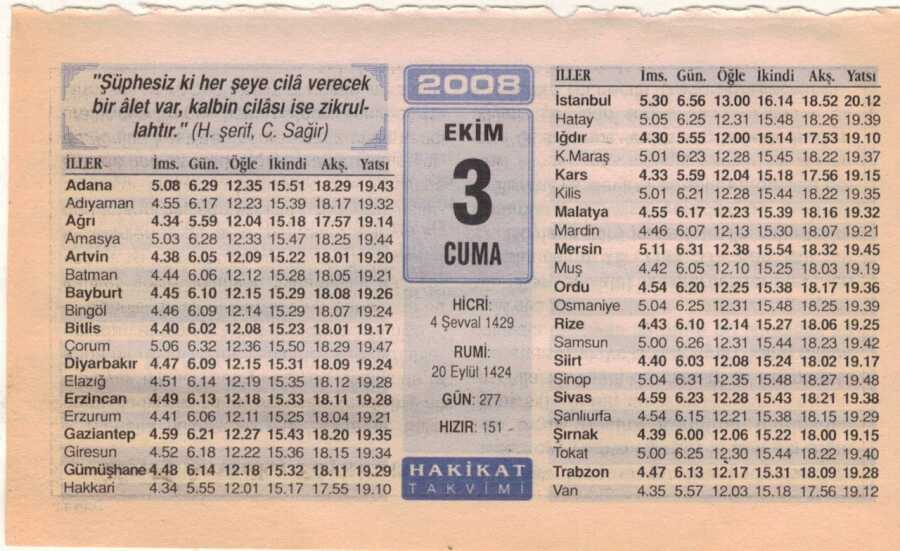 "Şüphesiz ki her şeye cilâ verecek
bir âlet var, kalbin cilâsı ise zikrul-
lahtır." (H. şerif, C. Sağir)
İLLER İms. Gün. Öğle İkindi Akş. Yatsı
Adana 5.08 6.29 12.35 15.51 18.29 19.43
Adıyaman 4.55 6.17 12.23 15.39 18.17 19.32
Ağrı 4.34 5.59 12.04 15.18 17.57 19.14
Amasya 5.03 6.28 12.33 15.47 18.25 19.44
Artvin 4.38 6.05 12.09 15.22 18.01 19.20
Batman 4.44 6.06 12.12 15.28 18.05 19.21
Bayburt 4.45 6.10 12.15 15.29 18.08 19.26
Bingöl 4.46 6.09 12.14 15.29 18.07 19.24
Bitlis 4.40 6.02 12.08 15.23 18.01 19.17
Çorum 5.06 6.32 12.36 15.50 18.29 19.47
Diyarbakır 4.47 6.09 12.15 15.31 18.09 19.24
Elazığ 4.51 6.14 12.19 15.35 18.12 19.28
Erzincan 4.49 6.13 12.18 15.33 18.11 19.28
Erzurum 4.41 6.06 12.11 15.25 18.04 19.21
Gaziantep 4.59 6.21 12.27 15.43 18.20 19.35
Giresun 4.52 6.18 12.22 15.36 18.15 19.34
Gümüşhane 4.48 6.14 12.18 15.32 18.11 19.29
Hakkari 4.34 5.55 12.01 15.17 17.55 19.10
2008
EKİM
3
CUMA
HİCRİ:
4 Şevval 1429
RUMİ:
20 Eylül 1424
GÜN: 277
HIZIR: 151
HAKİKAT
TAKVİMİ
İLLER İms. Gün. Öğle İkindi Akş. Yatsı
İstanbul 5.30 6.56 13.00 16.14 18.52 20.12
Hatay 5.05 6.25 12.31 15.48 18.26 19.39
Iğdır 4.30 5.55 12.00 15.14 17.53 19.10
K.Maraş 5.01 6.23 12.28 15.45 18.22 19.37
Kars 4.33 5.59 12.04 15.18 17.56 19.15
Kilis 5.01 6.21 12.28 15.44 18.22 19.35
Malatya 4.55 6.17 12.23 15.39 18.16 19.32
Mardin 4.46 6.07 12,13 15.30 18.07 19.21
Mersin 5.11 6.31 12.38 15.54 18.32 19.45
Muş 4.42 6.05 12.10 15.25 18.03 19.19
Ordu 4.54 6.20 12.25 15.38 18.17 19.36
Osmaniye 5.04 6.25 12.31 15.48 18.25 19.39
Rize 4.43 6.10 12.14 15.27 18.06 19.25
Samsun 5.00 6.26 12.31 15.44 18.23 19.42
Siirt 4.40 6.03 12.08 15.24 18.02 19.17
Sinop 5.04 6.31 12.35 15.48 18.27 19.48
Sivas 4.59 6.23 12.28 15.43 18.21 19.38
Şanlıurfa 4.54 6.15 12.21 15.38 18.15 19.29
Şırnak 4.39 6.00 12.06 15.22 18.00 19.15
Tokat 5.00 6.25 12.30 15.44 18.22 19.40
Trabzon 4.47 6.13 12.17 15.31 18.09 19.28
Van 4.35 5.57 12.03 15.18 17.56 19.12